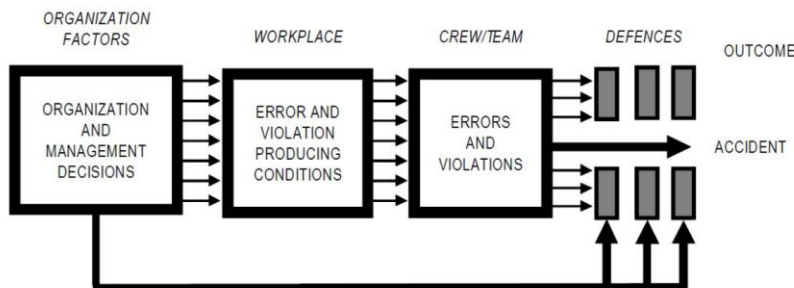 ORGANIZATION
FACTORS
WORKPLACE
CREW/TEAM
DEFENCES
OUTCOME
ORGANIZATION
AND
MANAGEMENT
DECISIONS
ERROR AND
VIOLATION
PRODUCING
CONDITIONS
ERRORS
AND
VIOLATIONS
ACCIDENT